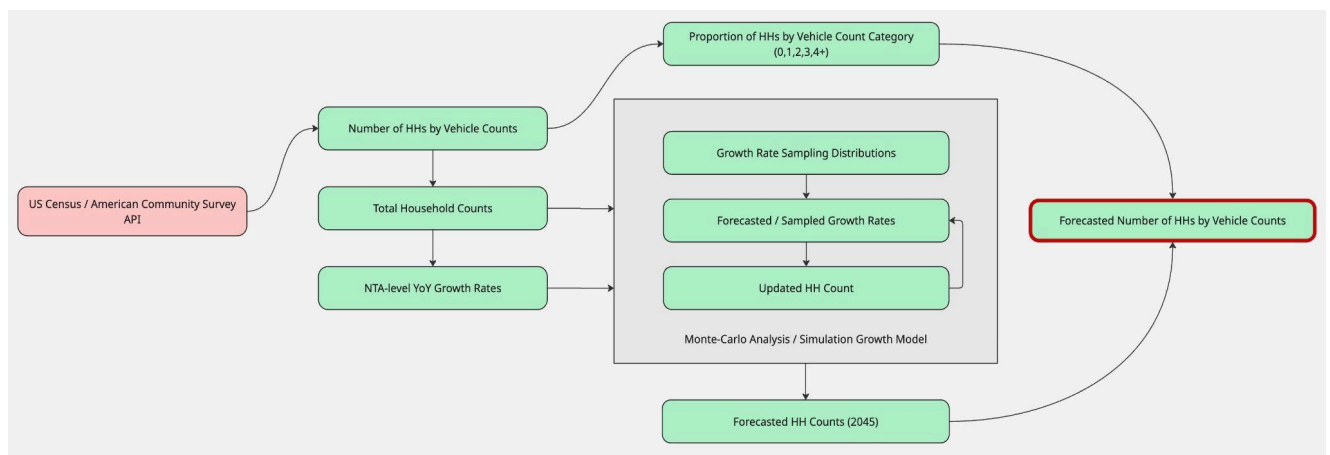 Proportion of HHs by Vehicle Count Category
(0,1,2,3,4+)
Number of HHs by Vehicle Counts
Growth Rate Sampling Distributions
US Census / American Community Survey
API
Total Household Counts
Forecasted / Sampled Growth Rates
Forecasted Number of HHs by Vehicle Counts
NTA-level YoY Growth Rates
Updated HH Count
Monte-Carlo Analysis / Simulation Growth Model
Forecasted HH Counts (2045)